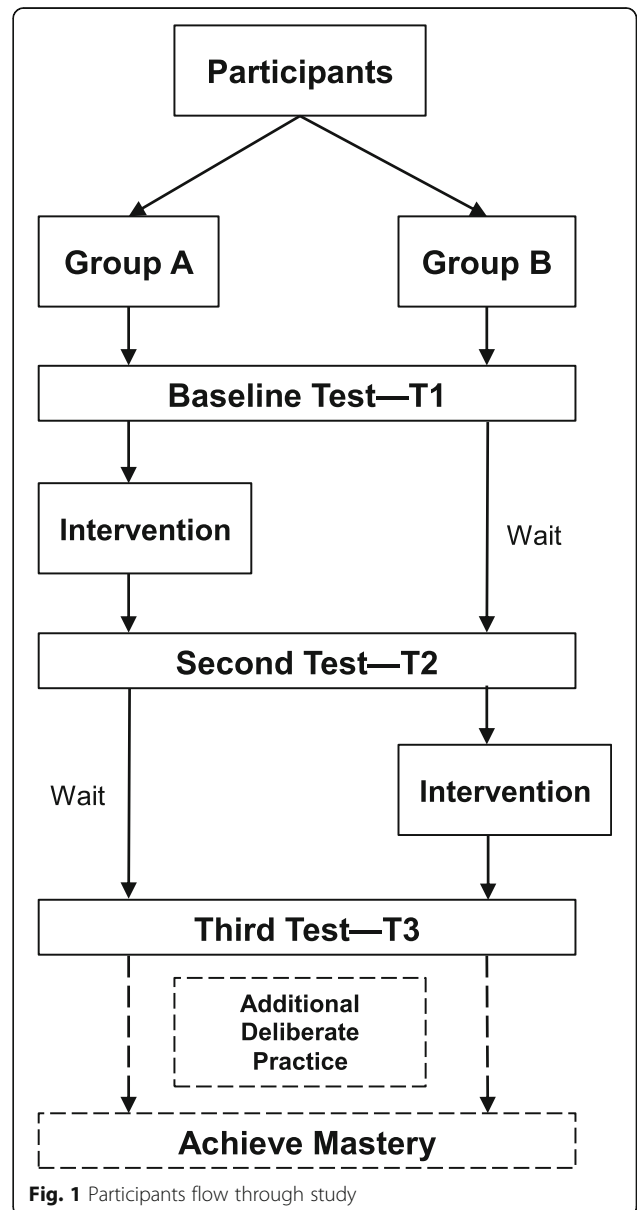 Participants
Group A
Group B
Baseline Test—T1
Intervention
Wait
Second Test—T2
Wait
Intervention
Third Test—T3
Additional
Deliberate
Practice
Achieve Mastery
Fig. 1 Participants flow through study